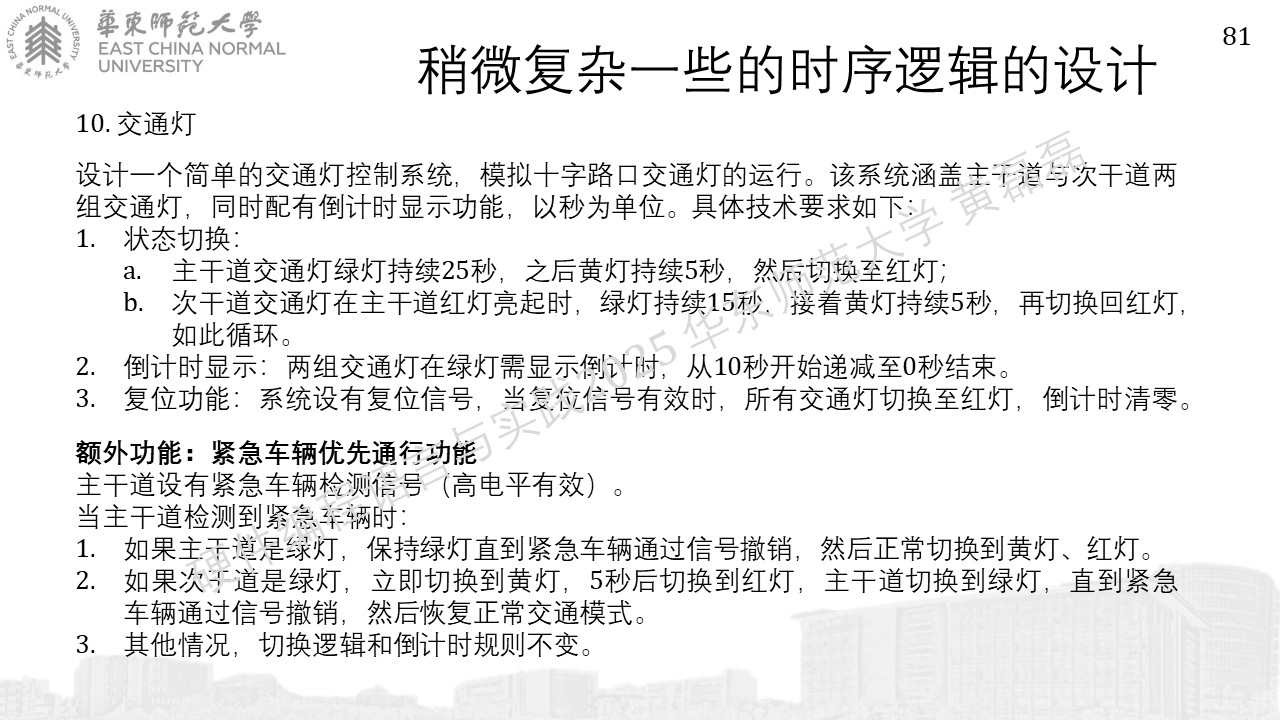 華東師範大學
EAST CHINA NORMAL
UNIVERSITY
81
稍微复杂一些的时序逻辑的设计
10. 交通灯
设计一个简单的交通灯控制系统，模拟十字路口交通灯的运行。该系统涵盖主干道与次干道两
组交通灯，同时配有倒计时显示功能，以秒为单位。具体技术要求如下：
1. 状态切换：
a. 主干道交通灯绿灯持续25秒，之后黄灯持续5秒，然后切换至红灯；
b. 次干道交通灯在主干道红灯亮起时，绿灯持续15秒，接着黄灯持续5秒，再切换回红灯，
如此循环。
2. 倒计时显示：两组交通灯在绿灯需显示倒计时，从10秒开始递减至0秒结束。
3. 复位功能：系统设有复位信号，当复位信号有效时，所有交通灯切换至红灯，倒计时清零。
额外功能：紧急车辆优先通行功能
主干道设有紧急车辆检测信号（高电平有效）。
当主干道检测到紧急车辆时：
1. 如果主干道是绿灯，保持绿灯直到紧急车辆通过信号撤销，然后正常切换到黄灯、红灯。
2. 如果次干道是绿灯，立即切换到黄灯，5秒后切换到红灯，主干道切换到绿灯，直到紧急
车辆通过信号撤销，然后恢复正常交通模式。
3. 其他情况，切换逻辑和倒计时规则不变。
硬件编程语言与实践2025 华东师范大学 黄磊磊
EAST CHINA NORMAL UNIVERSITY
華東師範大學